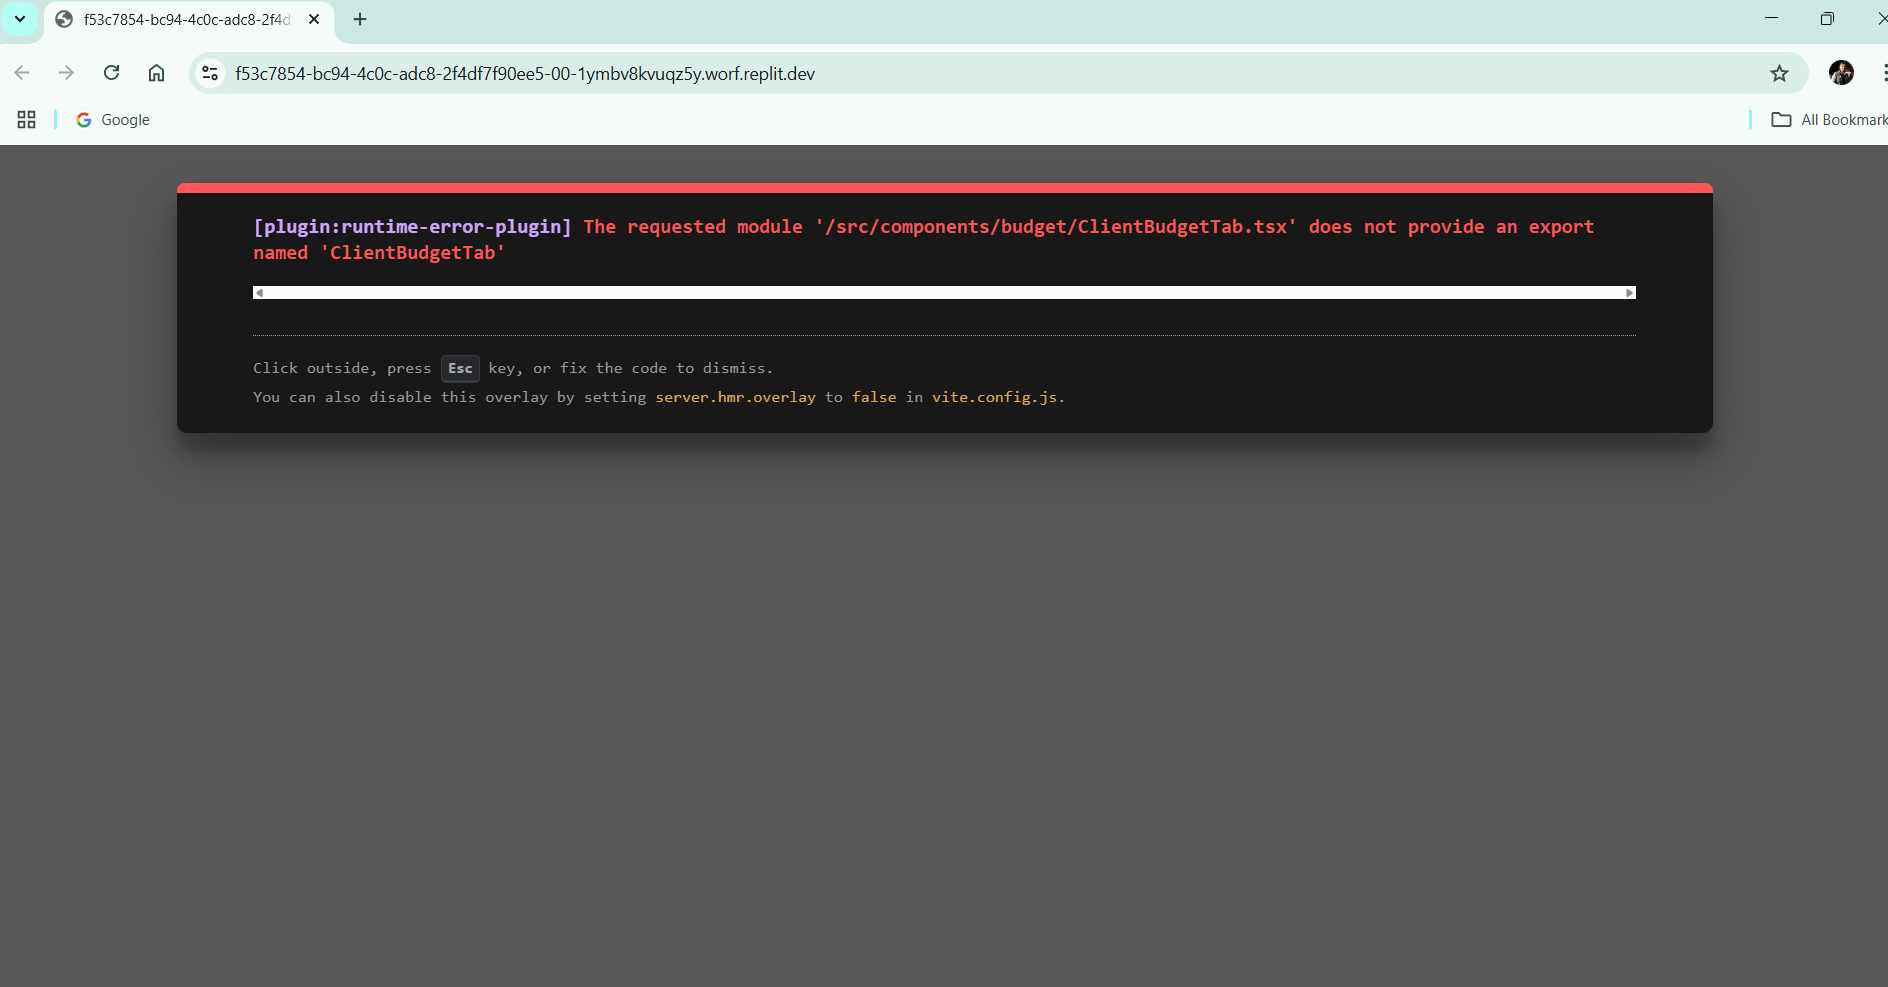 f53c7854-bc94-4c0c-adc8-2f4d
f53c7854-bc94-4c0c-adc8-2f4df7f90ee5-00-1ymbv8kvuqz5y.worf.replit.dev
Google
All Bookmark
[plugin:runtime-error-plugin] The requested module '/src/components/budget/ClientBudgetTab.tsx' does not provide an export
named 'ClientBudgetTab'
Click outside, press Esc key, or fix the code to dismiss.
You can also disable this overlay by setting server.hmr.overlay to false in vite.config.js.